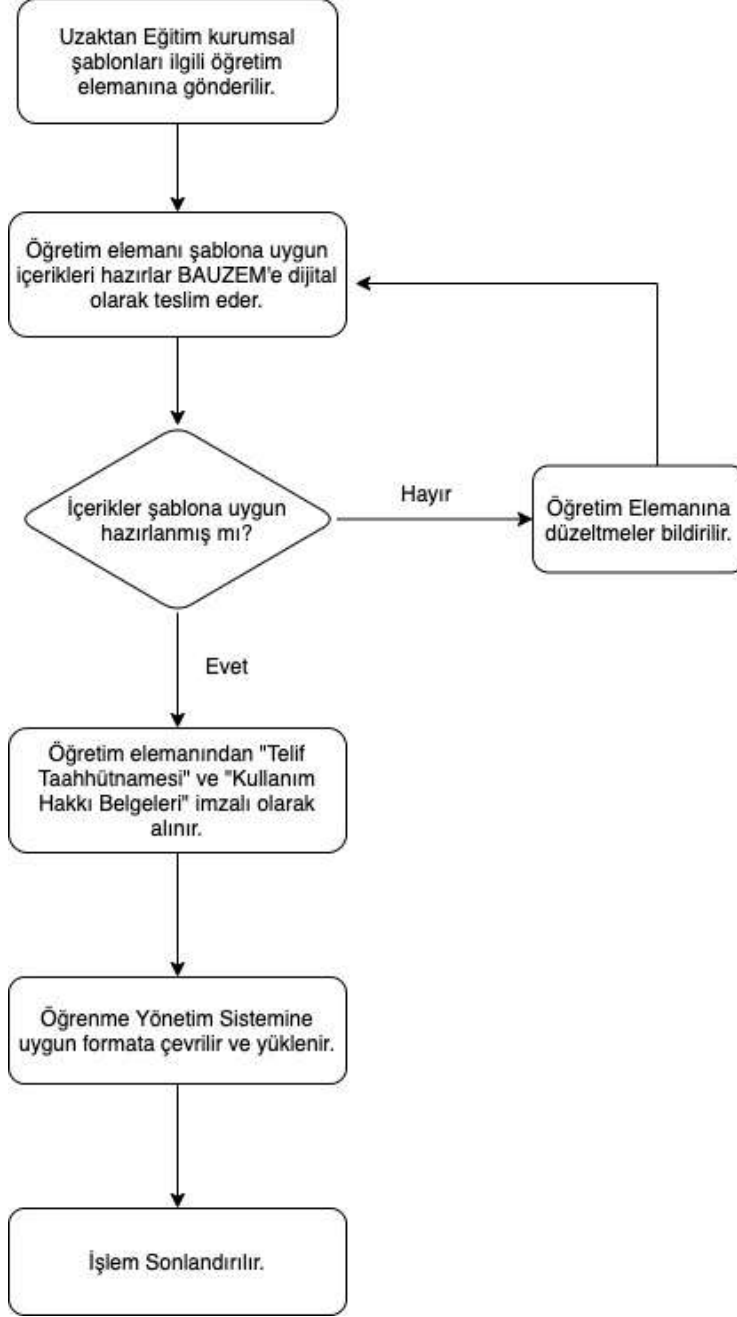 Uzaktan Eğitim kurumsal
şablonları ilgili öğretim
elemanına gönderilir.
Öğretim elemanı şablona uygun
içerikleri hazırlar BAUZEM'e dijital
olarak teslim eder.
İçerikler şablona uygun
hazırlanmış mı?
Hayır
Öğretim Elemanına
düzeltmeler bildirilir.
Evet
Öğretim elemanından "Telif
Taahhütnamesi" ve "Kullanım
Hakkı Belgeleri" imzalı olarak
alınır.
Öğrenme Yönetim Sistemine
uygun formata çevrilir ve yüklenir.
İşlem Sonlandırılır.